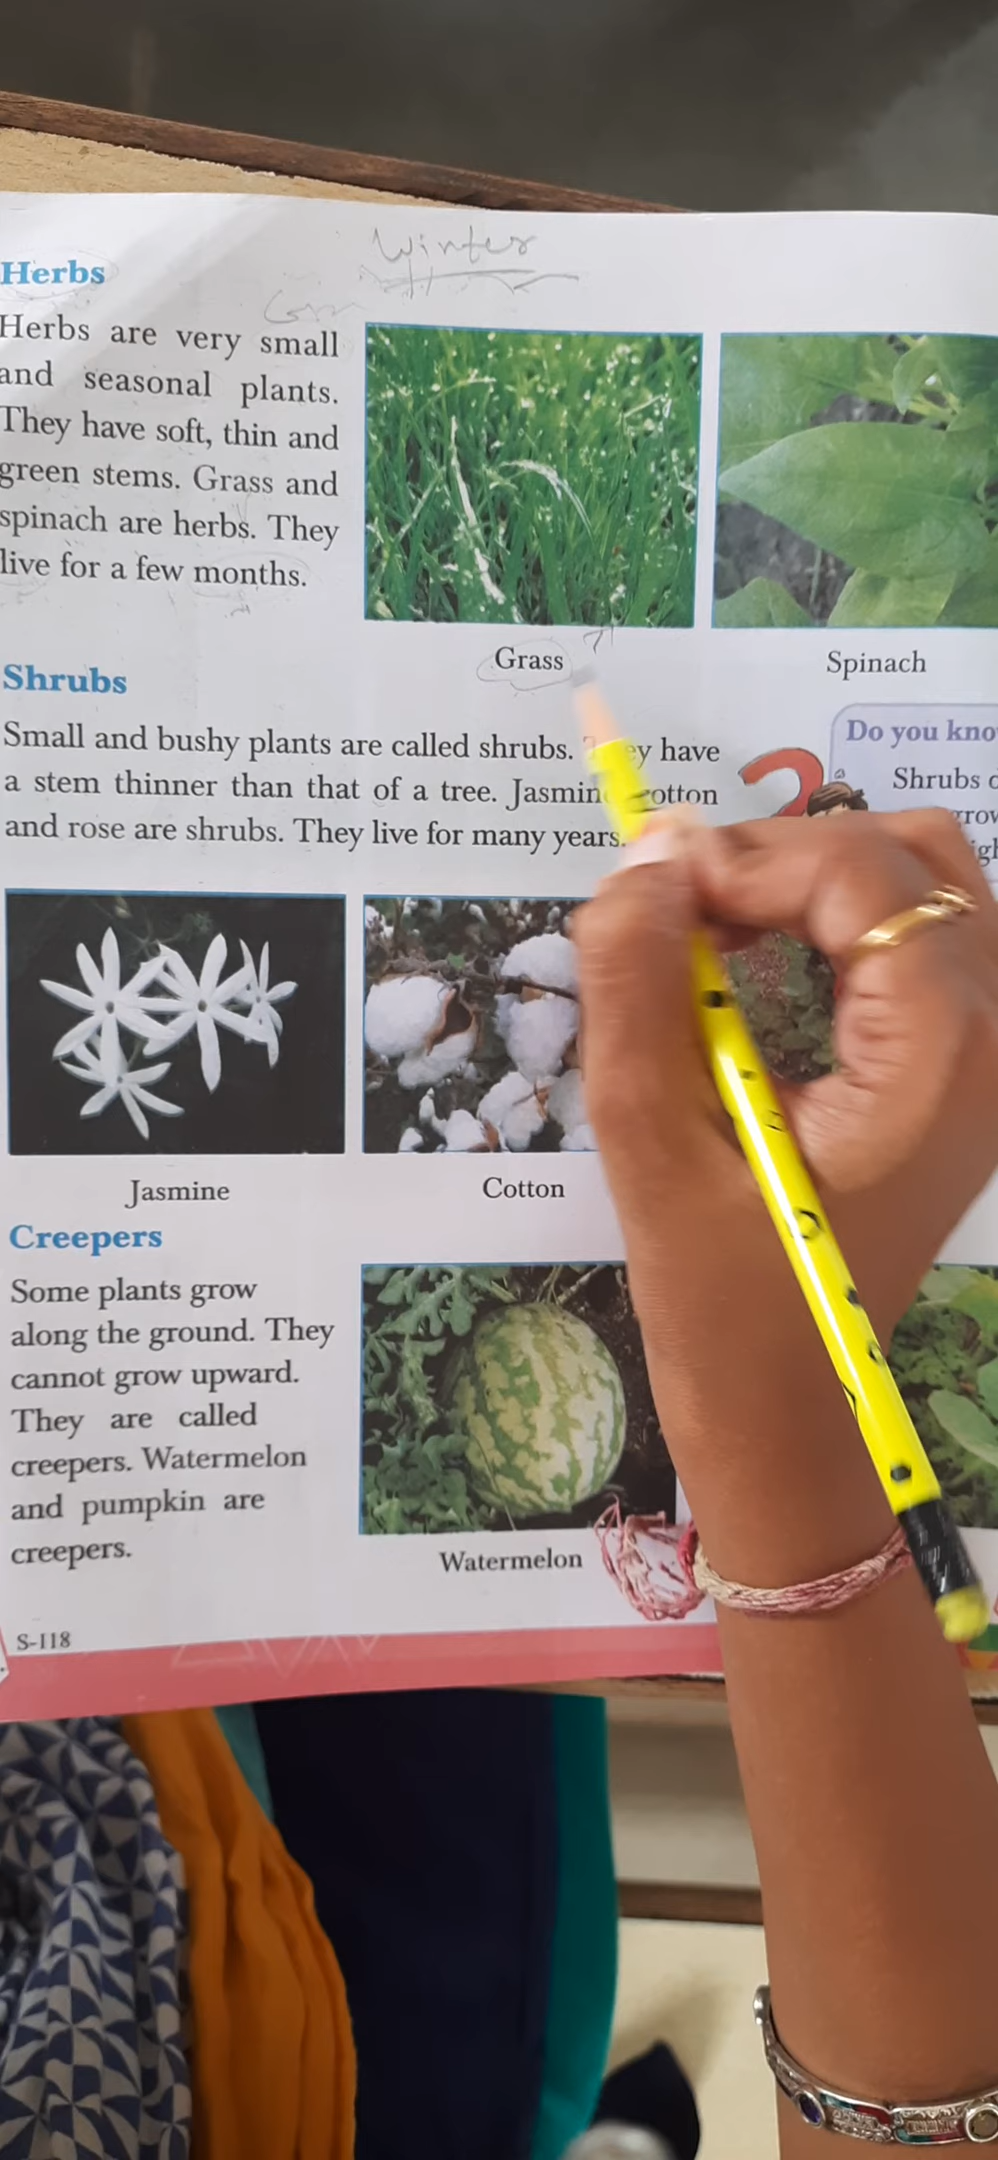 Winter
Herbs
Herbs are very small
and seasonal plants.
They have soft, thin and
green stems. Grass and
spinach are herbs. They
live for a few months.
Grass
Spinach
Shrubs
Small and bushy plants are called shrubs. have
a stem thinner than that of a tree.
and rose are shrubs. They live for many years.
Do you
Shrubs
Jasmine
Cotton
Creepers
Some plants grow
along the ground. They
cannot grow upward.
They are called
creepers. Watermelon
and pumpkin are
creepers.
Watermelon
S-118